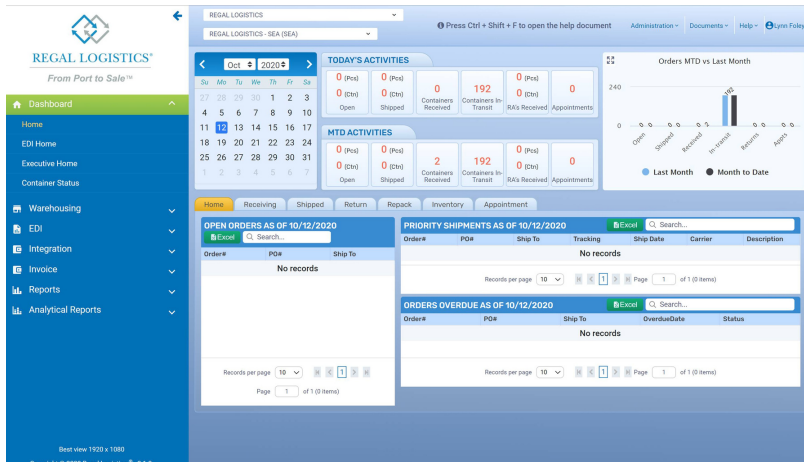 REGAL LOGISTICS
REGAL LOGISTICS - SEA (SEA)
Press Ctrl + Shift + F to open the help document
Administration
Documents
Help
Lynn Foley
REGAL LOGISTICS®
From Port to Sale™
Dashboard
Home
EDI Home
Executive Home
Container Status
Warehousing
EDI
Integration
Invoice
Reports
Analytical Reports
Best view 1920 x 1080
Oct 2020
Su Mo Tu We Th Fr Sa
27 28 29 30 1 2 3
4 5 6 7 8 9 10
11 12 13 14 15 16 17
18 19 20 21 22 23 24
25 26 27 28 29 30 31
1 2 3 4 5 6 7
TODAY'S ACTIVITIES
0 (Pcs) 0 (Pcs) 0 (Pcs)
0 (Ctn) 0 (Ctn) 0 192 0 (Ctn) 0
Open Shipped Containers Received Containers In-Transit RA's Received Appointments
MTD ACTIVITIES
0 (Pcs) 0 (Pcs) 0 (Pcs)
0 (Ctn) 0 (Ctn) 2 192 0 (Ctn) 0
Open Shipped Containers Received Containers In-Transit RA's Received Appointments
Orders MTD vs Last Month
240
192
0 0 0 0 0 0 2 0 0 0 0
Open Shipped Received In-transit Returns Appts
Last Month Month to Date
Home Receiving Shipped Return Repack Inventory Appointment
OPEN ORDERS AS OF 10/12/2020
Excel Search...
Order# PO# Ship To
No records
Records per page 10 1
Page 1 of 1 (0 items)
PRIORITY SHIPMENTS AS OF 10/12/2020 Excel Search...
Order# PO# Ship To Tracking Ship Date Carrier Description
No records
Records per page 10 1 Page 1 of 1 (0 items)
ORDERS OVERDUE AS OF 10/12/2020 Excel Search...
Order# PO# Ship To OverdueDate Status
No records
Records per page 10 1 Page 1 of 1 (0 items)